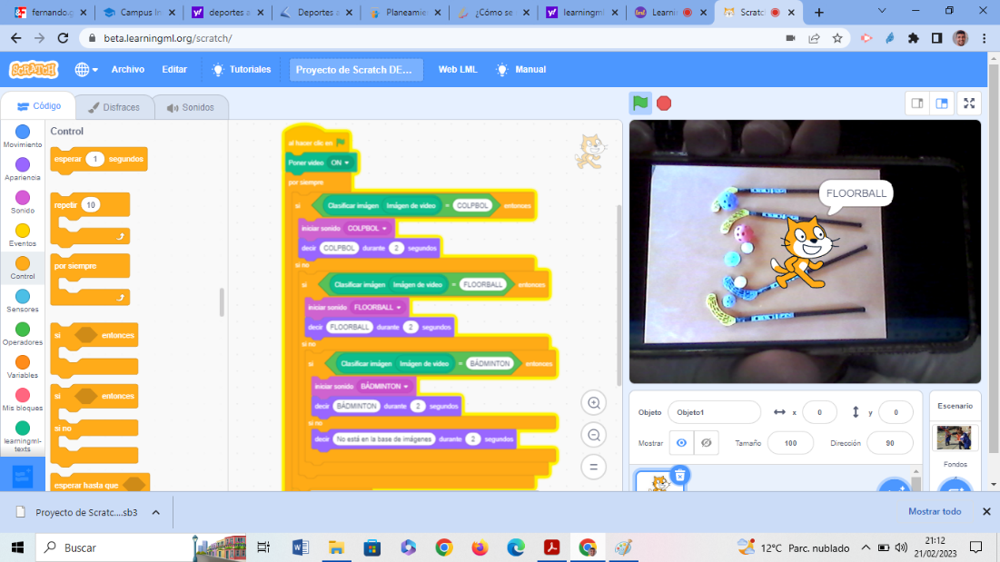 fernando.g
Campus In
deportes a
Deportes a
Planeamie
¿Cómo se
learningml
Learni
Scratc
beta.learningml.org/scratch/
SCRATCH
Archivo
Editar
Tutoriales
Proyecto de Scratch DE...
Web LML
Manual
Código
Disfraces
Sonidos
Movimiento
Apariencia
Sonido
Eventos
Control
Sensores
Operadores
Variables
Mis bloques
learningml-
texts
Control
esperar 1 segundos
repetir 10
por siempre
si entonces
si entonces
si no
esperar hasta que
al hacer clic en
Poner video ON
por siempre
si Clasificar imágen Imágen de video = COLPBOL entonces
iniciar sonido COLPBOL
decir COLPBOL durante 2 segundos
si no
si Clasificar imágen Imágen de video = FLOORBALL entonces
iniciar sonido FLOORBALL
decir FLOORBALL durante 2 segundos
si no
si Clasificar imágen Imágen de video = BÁDMINTON entonces
iniciar sonido BÁDMINTON
decir BÁDMINTON durante 2 segundos
si no
decir No está en la base de imágenes durante 2 segundos
FLOORBALL
Objeto Objeto1 x 0 y 0
Mostrar Tamaño 100 Dirección 90
Escenario
Fondos
Proyecto de Scratc....sb3
Mostrar todo
Buscar
12°C Parc. nublado
21:12
21/02/2023